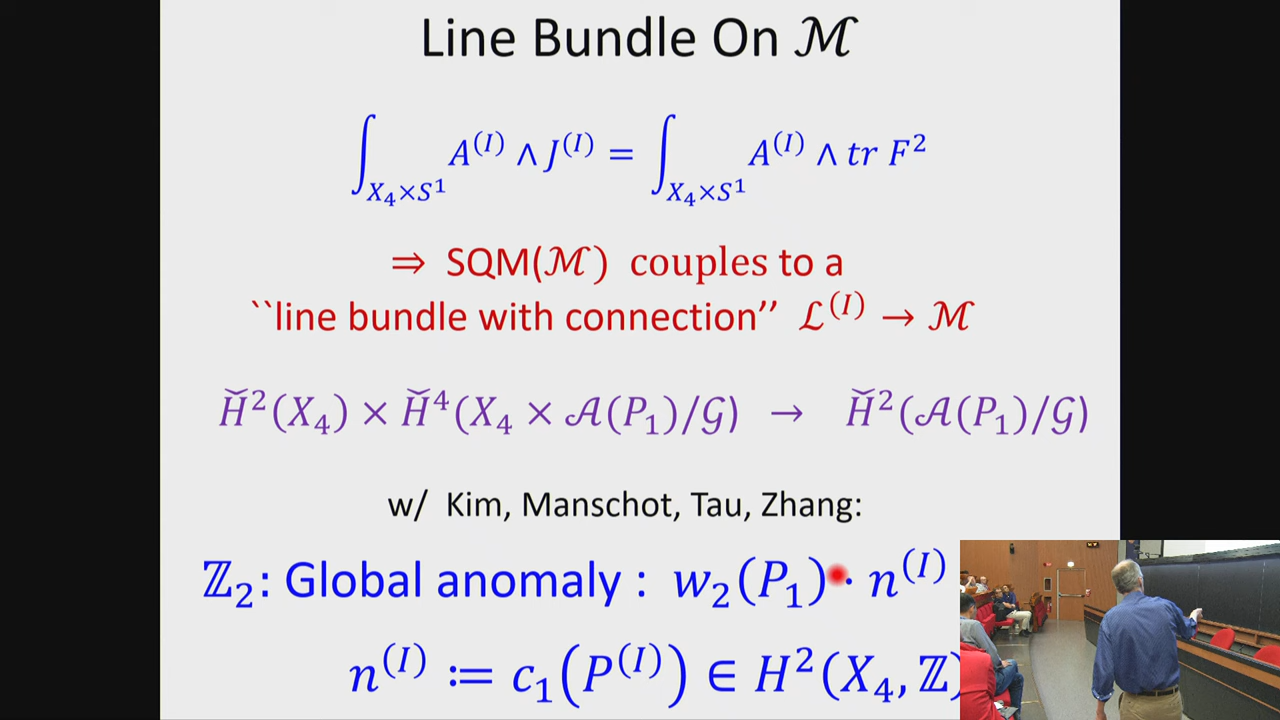 Line Bundle On ℳ
∫_{X₄×S¹} A^{(I)} ∧ J^{(I)} = ∫_{X₄×S¹} A^{(I)} ∧ tr F²
⇒ SQM(ℳ) couples to a
``line bundle with connection’’ ℒ^{(I)} → ℳ
Ȟ²(X₄) × Ȟ⁴(X₄ × 𝒜(P₁)/𝒢) → Ȟ²(𝒜(P₁)/𝒢)
w/ Kim, Manschot, Tau, Zhang:
ℤ₂: Global anomaly : w₂(P₁) · n^{(I)}
n^{(I)} ≔ c₁(P^{(I)}) ∈ H²(X₄, ℤ)